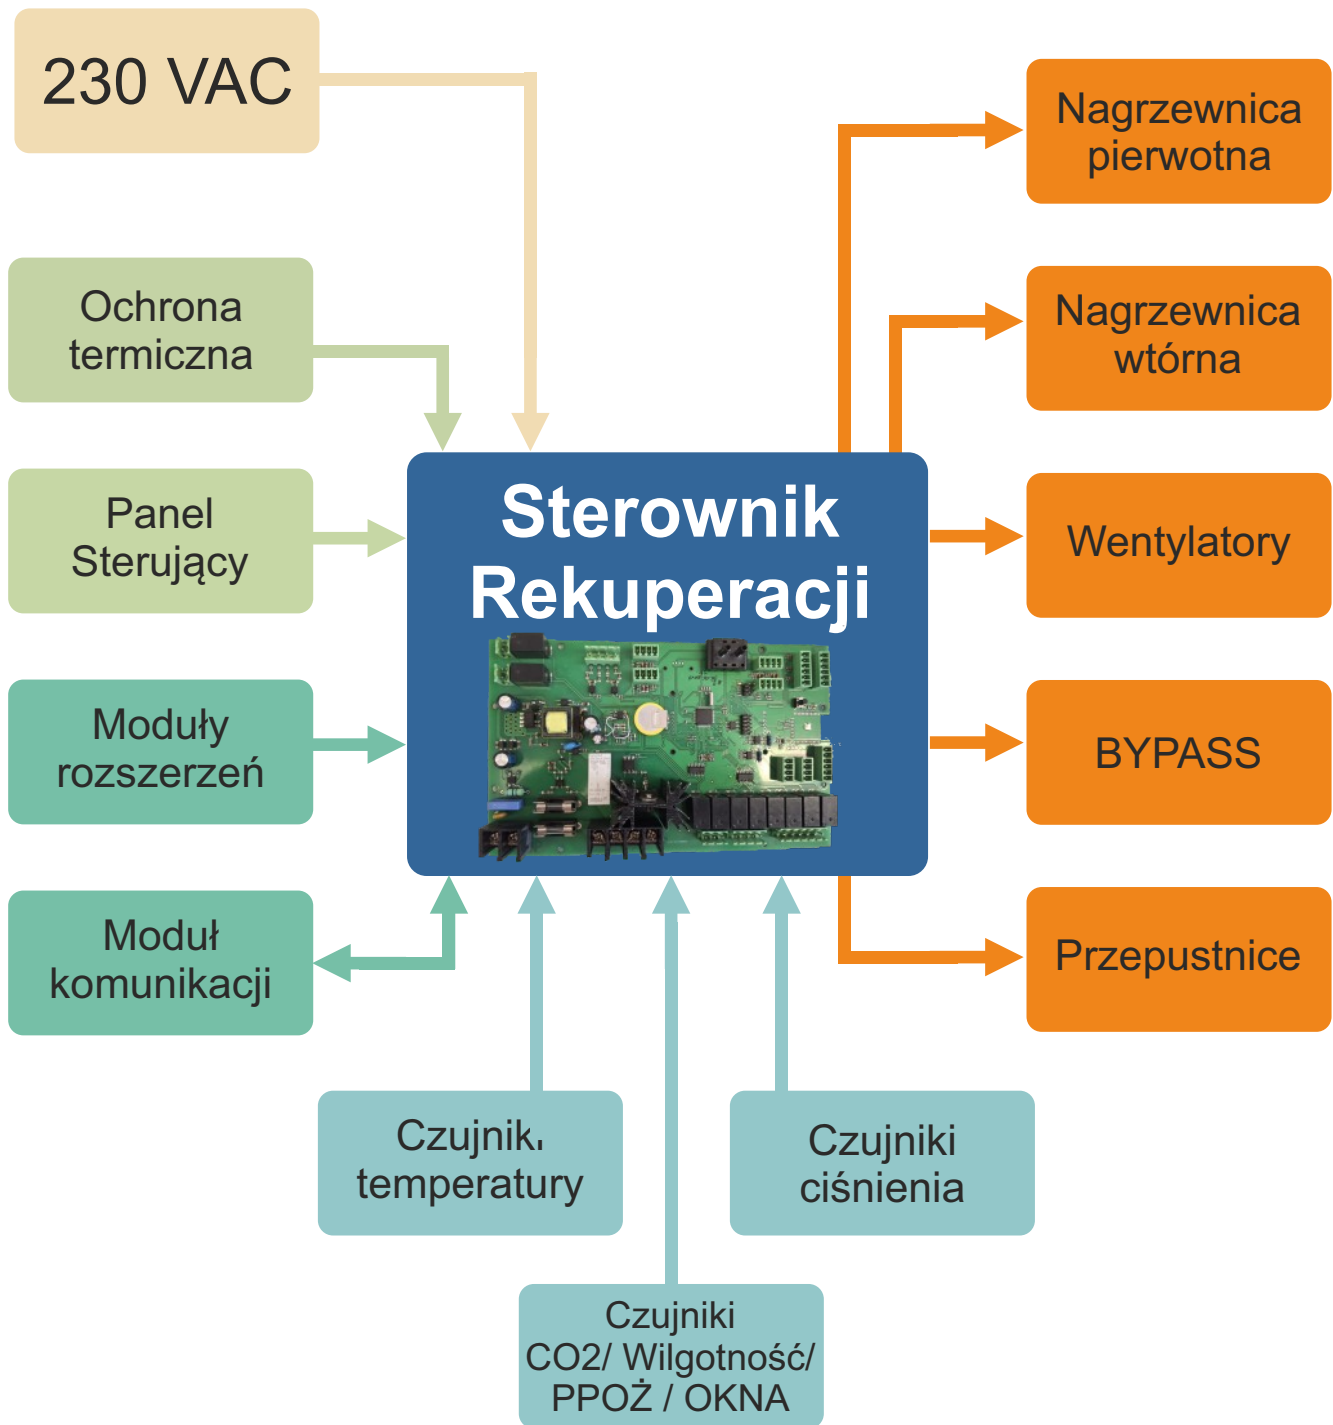 230 VAC
Nagrzewnica
pierwotna
Ochrona
termiczna
Nagrzewnica
wtórna
Panel
Sterujący
Sterownik
Rekuperacji
Wentylatory
Moduły
rozszerzeń
BYPASS
Moduł
komunikacji
Przepustnice
Czujniki
temperatury
Czujniki
ciśnienia
Czujniki
CO2/ Wilgotność/
PPOŻ / OKNA